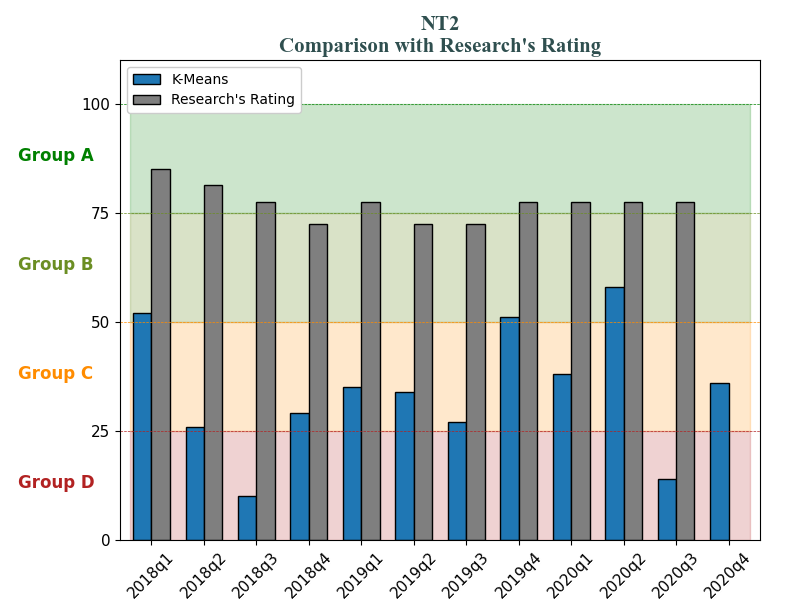 NT2
Comparison with Research's Rating
K-Means
Research's Rating
100
Group A
75
Group B
50
Group C
25
Group D
0
2018q1
2018q2
2018q3
2018q4
2019q1
2019q2
2019q3
2019q4
2020q1
2020q2
2020q3
2020q4